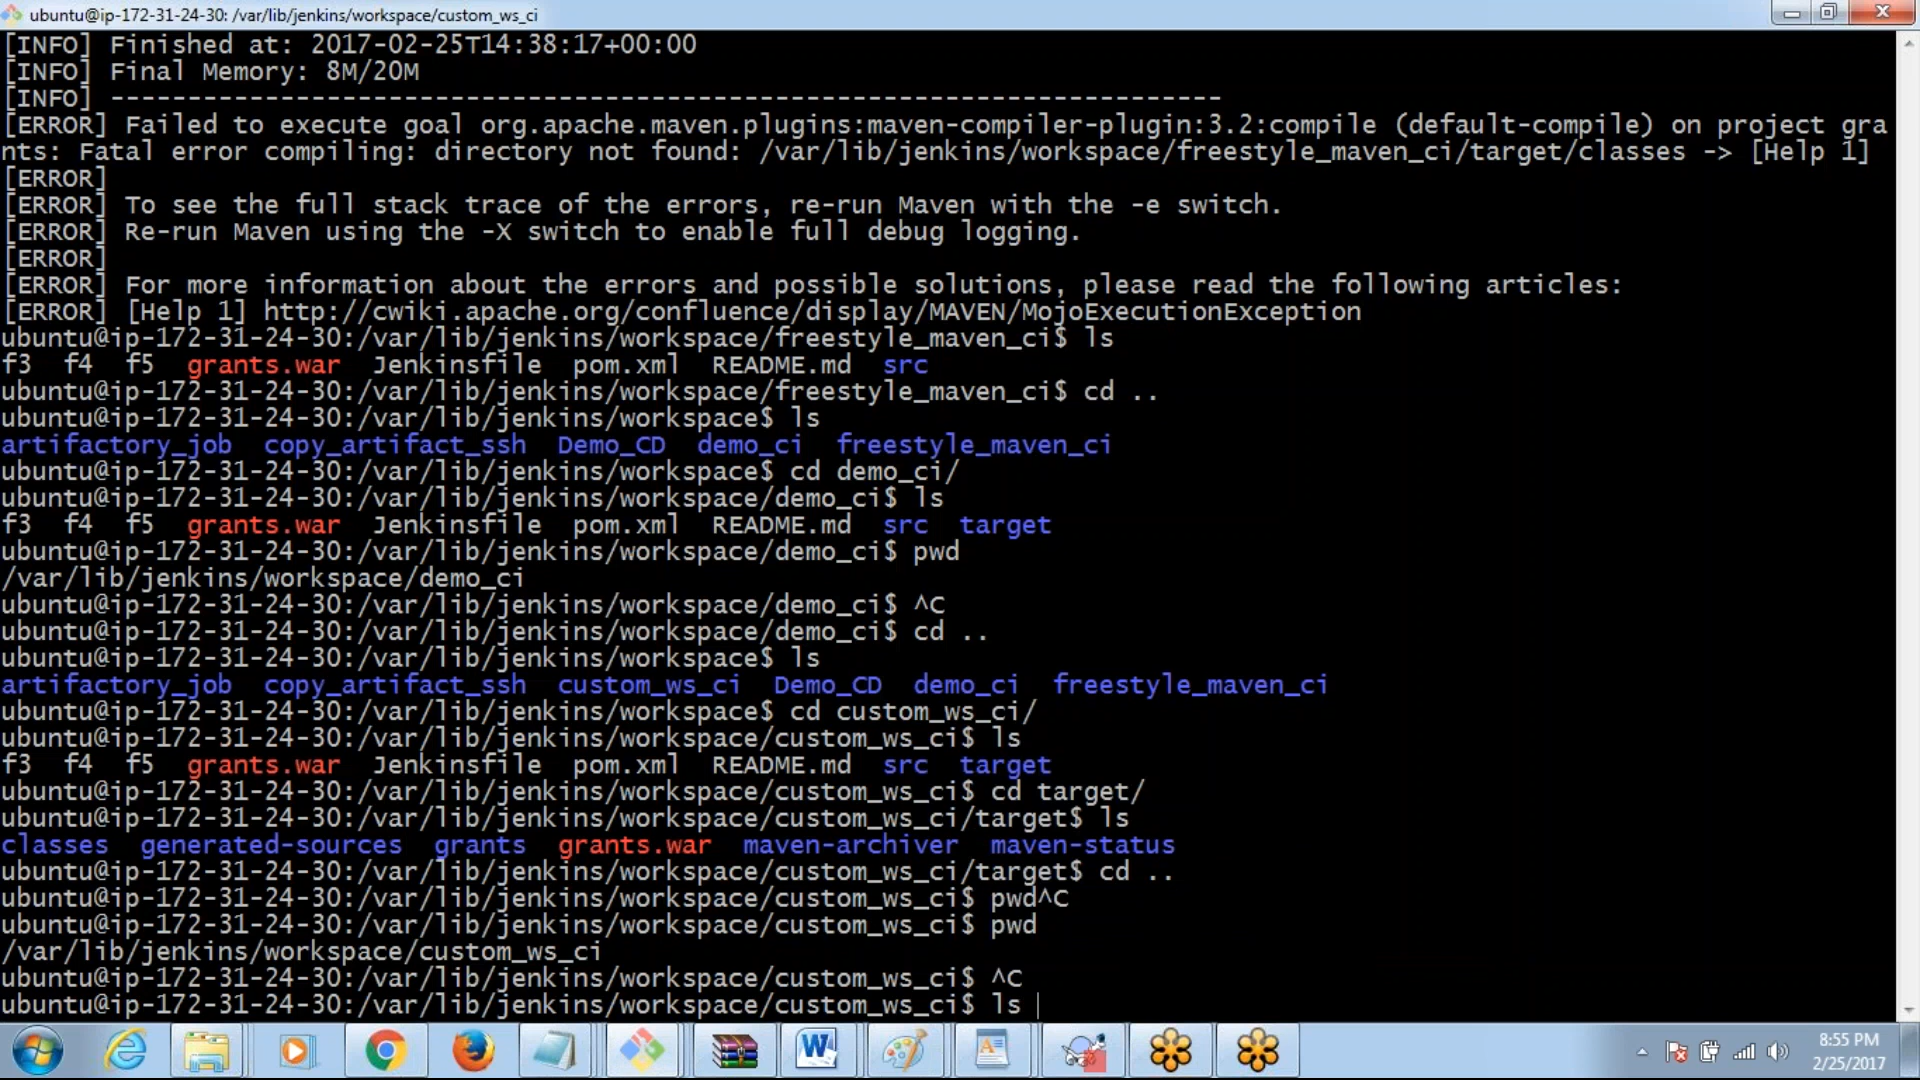 ubuntu@ip-172-31-24-30: /var/lib/jenkins/workspace/custom_ws_ci
[INFO] Finished at: 2017-02-25T14:38:17+00:00
[INFO] Final Memory: 8M/20M
[INFO] ------------------------------------------------------------------------
[ERROR] Failed to execute goal org.apache.maven.plugins:maven-compiler-plugin:3.2:compile (default-compile) on project gra
nts: Fatal error compiling: directory not found: /var/lib/jenkins/workspace/freestyle_maven_ci/target/classes -> [Help 1]
[ERROR]
[ERROR] To see the full stack trace of the errors, re-run Maven with the -e switch.
[ERROR] Re-run Maven using the -X switch to enable full debug logging.
[ERROR]
[ERROR] For more information about the errors and possible solutions, please read the following articles:
[ERROR] [Help 1] http://cwiki.apache.org/confluence/display/MAVEN/MojoExecutionException
ubuntu@ip-172-31-24-30:/var/lib/jenkins/workspace/freestyle_maven_ci$ ls
f3  f4  f5  grants.war  Jenkinsfile  pom.xml  README.md  src
ubuntu@ip-172-31-24-30:/var/lib/jenkins/workspace/freestyle_maven_ci$ cd ..
ubuntu@ip-172-31-24-30:/var/lib/jenkins/workspace$ ls
artifactory_job  copy_artifact_ssh  Demo_CD  demo_ci  freestyle_maven_ci
ubuntu@ip-172-31-24-30:/var/lib/jenkins/workspace$ cd demo_ci/
ubuntu@ip-172-31-24-30:/var/lib/jenkins/workspace/demo_ci$ ls
f3  f4  f5  grants.war  Jenkinsfile  pom.xml  README.md  src  target
ubuntu@ip-172-31-24-30:/var/lib/jenkins/workspace/demo_ci$ pwd
/var/lib/jenkins/workspace/demo_ci
ubuntu@ip-172-31-24-30:/var/lib/jenkins/workspace/demo_ci$ ^C
ubuntu@ip-172-31-24-30:/var/lib/jenkins/workspace/demo_ci$ cd ..
ubuntu@ip-172-31-24-30:/var/lib/jenkins/workspace$ ls
artifactory_job  copy_artifact_ssh  custom_ws_ci  Demo_CD  demo_ci  freestyle_maven_ci
ubuntu@ip-172-31-24-30:/var/lib/jenkins/workspace$ cd custom_ws_ci/
ubuntu@ip-172-31-24-30:/var/lib/jenkins/workspace/custom_ws_ci$ ls
f3  f4  f5  grants.war  Jenkinsfile  pom.xml  README.md  src  target
ubuntu@ip-172-31-24-30:/var/lib/jenkins/workspace/custom_ws_ci$ cd target/
ubuntu@ip-172-31-24-30:/var/lib/jenkins/workspace/custom_ws_ci/target$ ls
classes  generated-sources  grants  grants.war  maven-archiver  maven-status
ubuntu@ip-172-31-24-30:/var/lib/jenkins/workspace/custom_ws_ci/target$ cd ..
ubuntu@ip-172-31-24-30:/var/lib/jenkins/workspace/custom_ws_ci$ pwd^C
ubuntu@ip-172-31-24-30:/var/lib/jenkins/workspace/custom_ws_ci$ pwd
/var/lib/jenkins/workspace/custom_ws_ci
ubuntu@ip-172-31-24-30:/var/lib/jenkins/workspace/custom_ws_ci$ ^C
ubuntu@ip-172-31-24-30:/var/lib/jenkins/workspace/custom_ws_ci$ ls
8:55 PM
2/25/2017